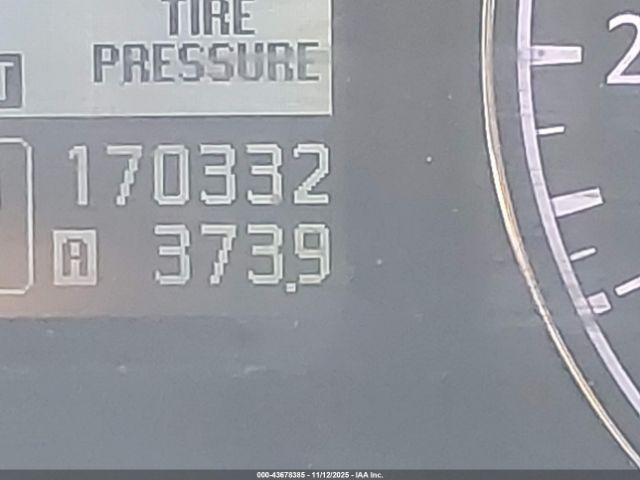 TIRE
PRESSURE
T
170332
A 373.9
2
000-43678385 - 11/12/2025 - IAA Inc.